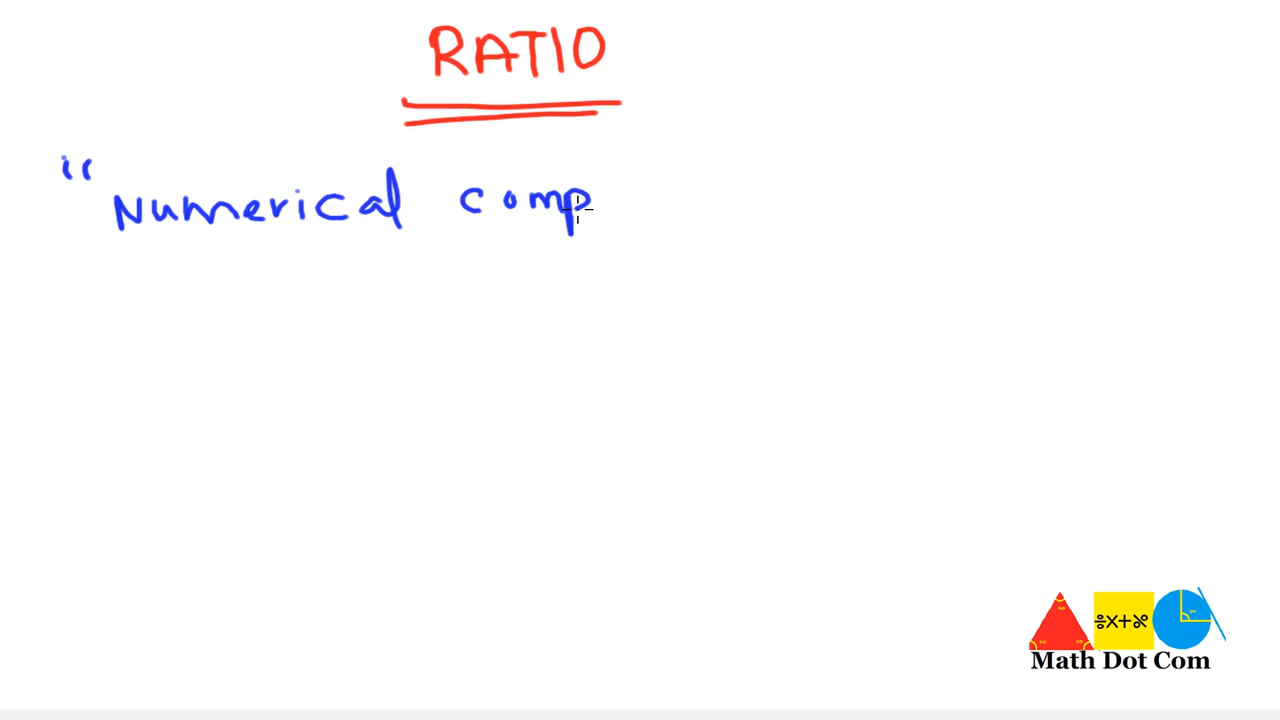 RATIO
“ Numerical comp
÷x+%
Math Dot Com